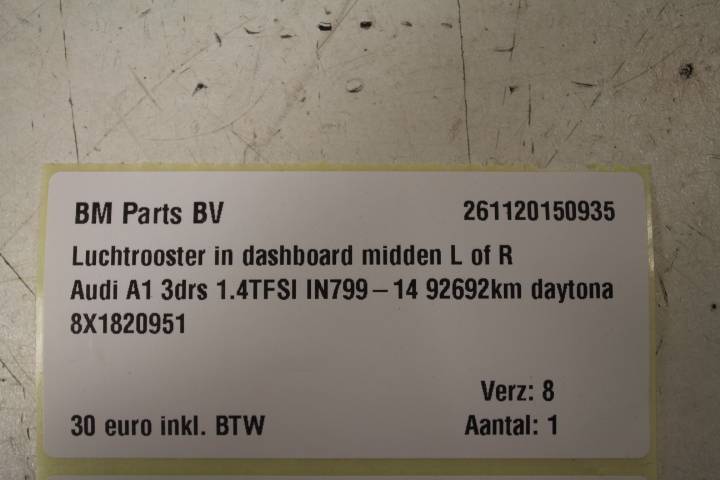 BM Parts BV 261120150935
Luchtrooster in dashboard midden L of R
Audi A1 3drs 1.4TFSI IN799-14 92692km daytona
8X1820951
Verz: 8
30 euro inkl. BTW Aantal: 1